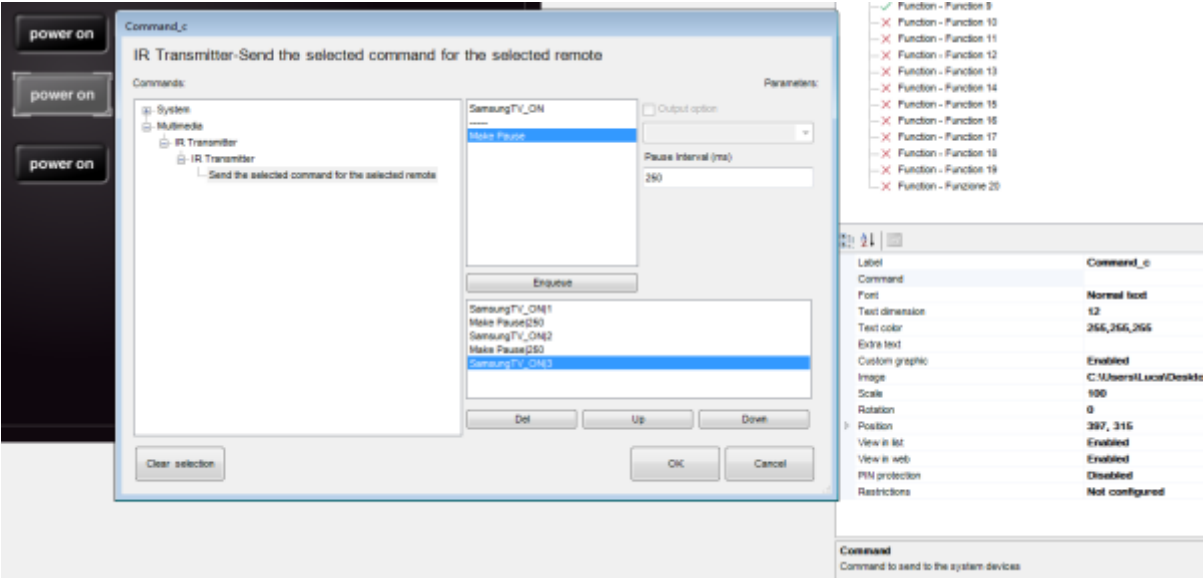 power on
power on
power on
Command_c
IR Transmitter-Send the selected command for the selected remote
Commands:
Parameters:
System
Multimedia
IR Transmitter
IR Transmitter
Send the selected command for the selected remote
SamsungTV_ON
-----
Make Pause
Output option
Pause Interval (ms)
250
Enqueue
SamsungTV_ON|1
Make Pause|250
SamsungTV_ON|2
Make Pause|250
SamsungTV_ON|3
Del
Up
Down
Clear selection
OK
Cancel
Function - Function 9
Function - Function 10
Function - Function 11
Function - Function 12
Function - Function 13
Function - Function 14
Function - Function 15
Function - Function 16
Function - Function 17
Function - Function 18
Function - Function 19
Function - Funzione 20
Label Command_c
Command
Font Normal text
Text dimension 12
Text color 255,255,255
Extra text
Custom graphic Enabled
Image C:\Users\Luca\Deskto
Scale 100
Rotation 0
Position 397, 315
View in list Enabled
View in web Enabled
PIN protection Disabled
Restrictions Not configured
Command
Command to send to the system devices